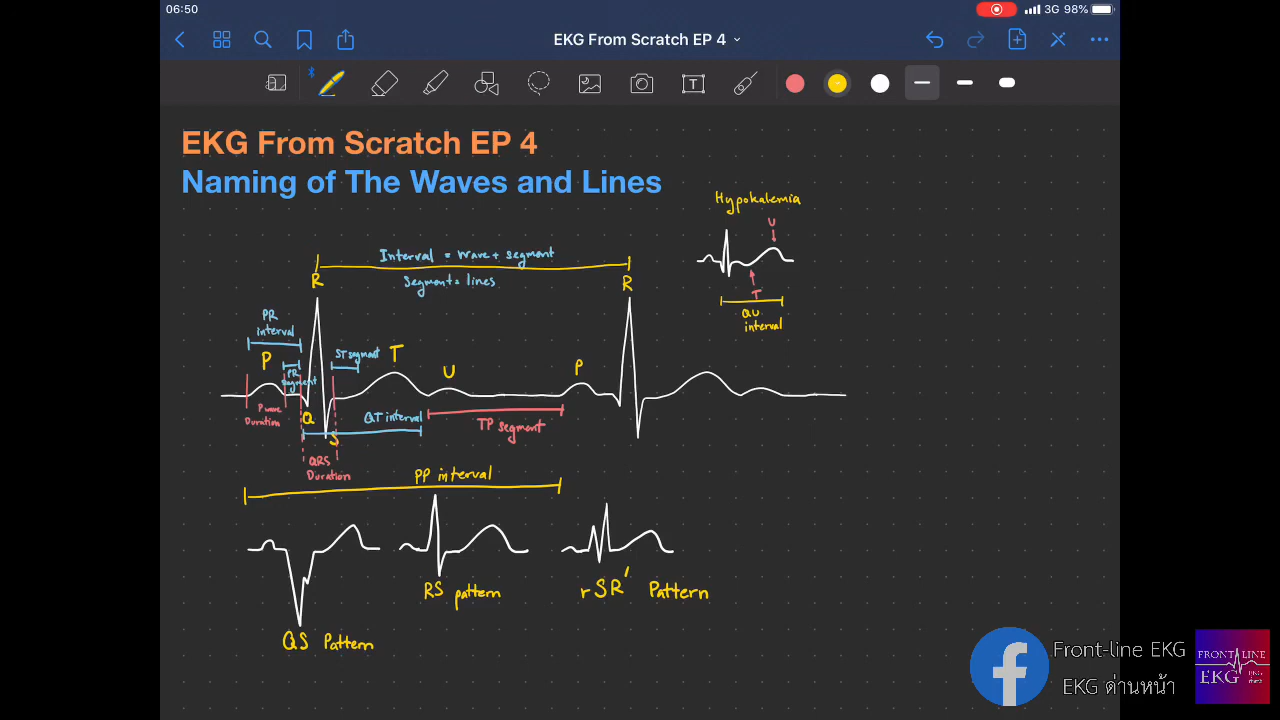 06:50
3G 98%
EKG From Scratch EP 4
T
EKG From Scratch EP 4
Naming of The Waves and Lines
Hypokalemia
U
T
QU
interval
Interval = wave + segment
Segment = lines
R
R
PR
interval
P
PR
segment
ST segment
T
U
P
P wave
Duration
Q
S
QT interval
TP segment
QRS
Duration
PP interval
QS Pattern
RS pattern
rSR' Pattern
Front-line EKG
EKG ด่านหน้า
FRONT LINE
EKG